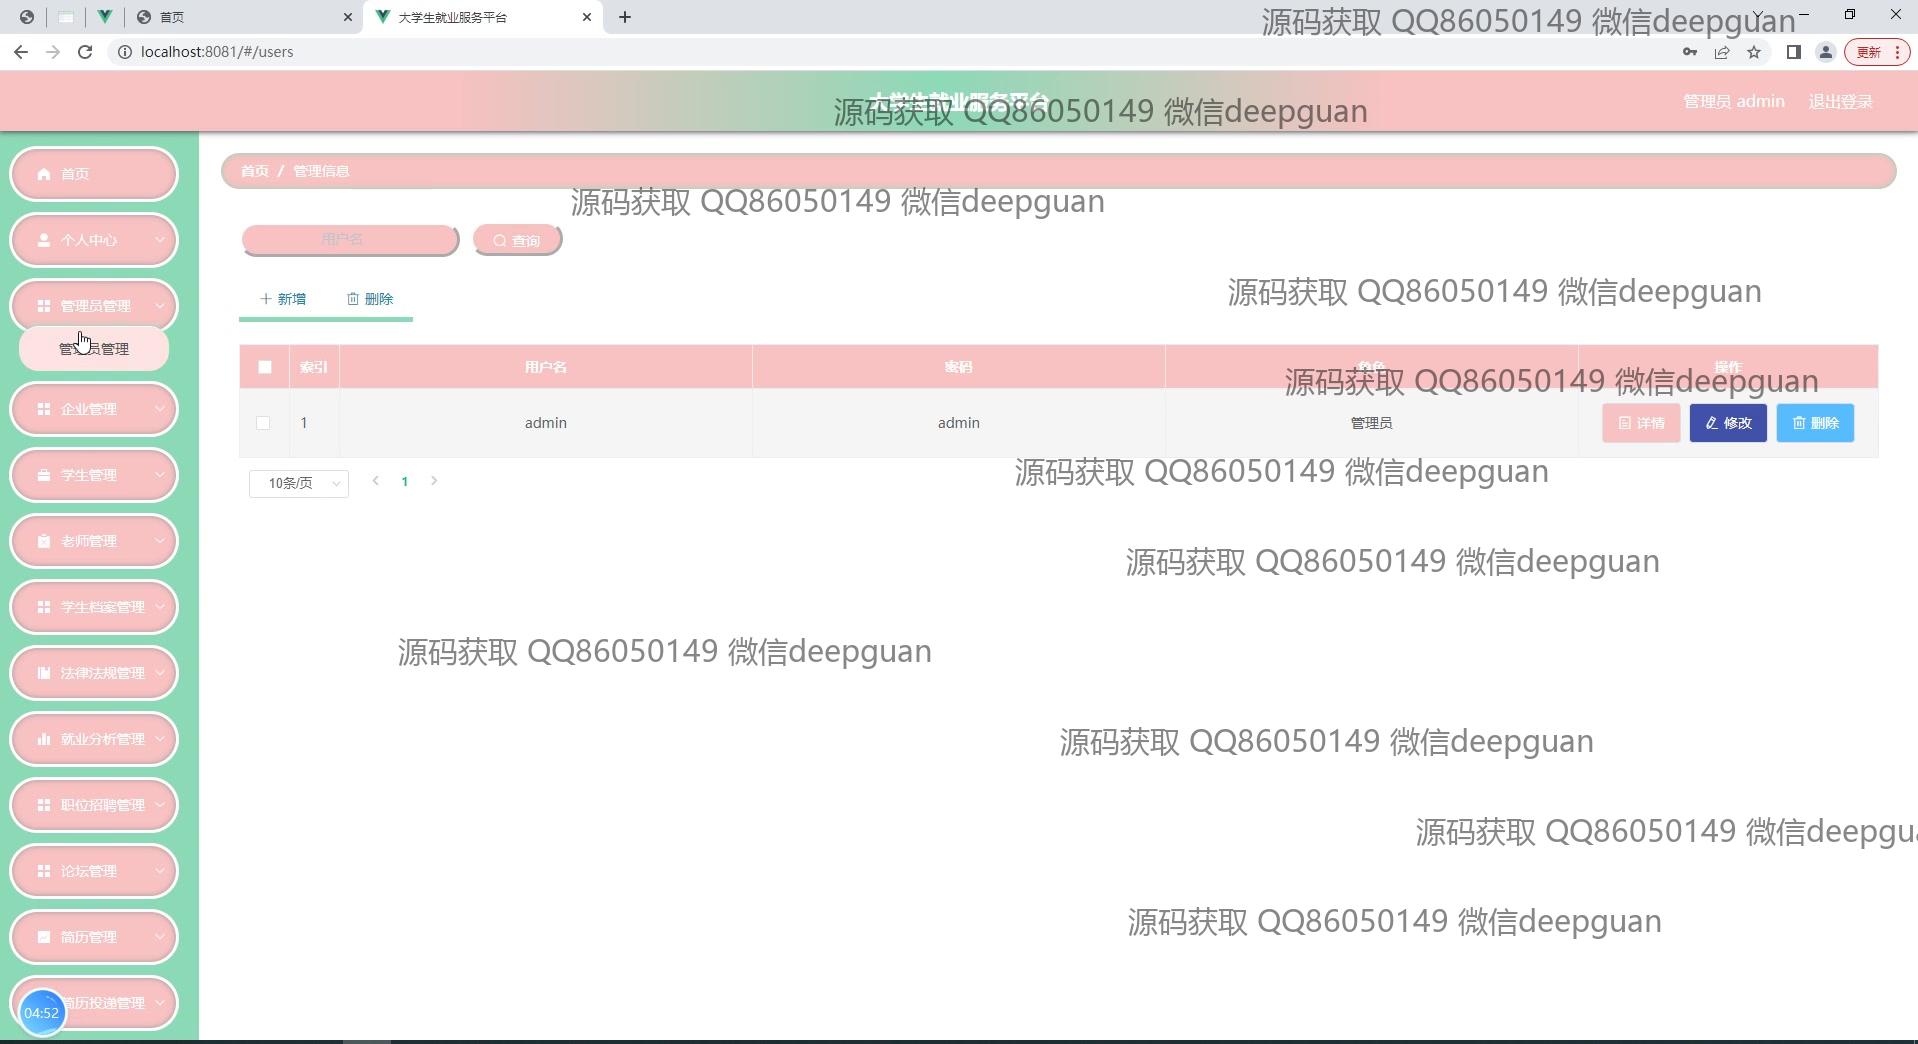 首页
大学生就业服务平台
源码获取 QQ86050149 微信deepguan
localhost:8081/#/users
更新
大学生就业服务平台
源码获取 QQ86050149 微信deepguan
管理员 admin
退出登录
首页
首页 / 管理信息
源码获取 QQ86050149 微信deepguan
个人中心
用户名
查询
管理员管理
新增
删除
源码获取 QQ86050149 微信deepguan
管理员管理
索引
用户名
密码
角色
操作
源码获取 QQ86050149 微信deepguan
企业管理
1
admin
admin
管理员
详情
修改
删除
学生管理
10条/页
1
源码获取 QQ86050149 微信deepguan
老师管理
源码获取 QQ86050149 微信deepguan
学生档案管理
源码获取 QQ86050149 微信deepguan
法律法规管理
就业分析管理
源码获取 QQ86050149 微信deepguan
职位招聘管理
源码获取 QQ86050149 微信deepgu
论坛管理
源码获取 QQ86050149 微信deepguan
简历管理
简历投递管理
04:52